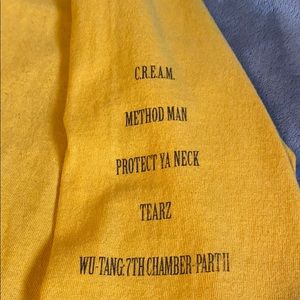 C.R.E.A.M.
METHOD MAN
PROTECT YA NECK
TEARZ
WU-TANG: 7TH CHAMBER-PART II